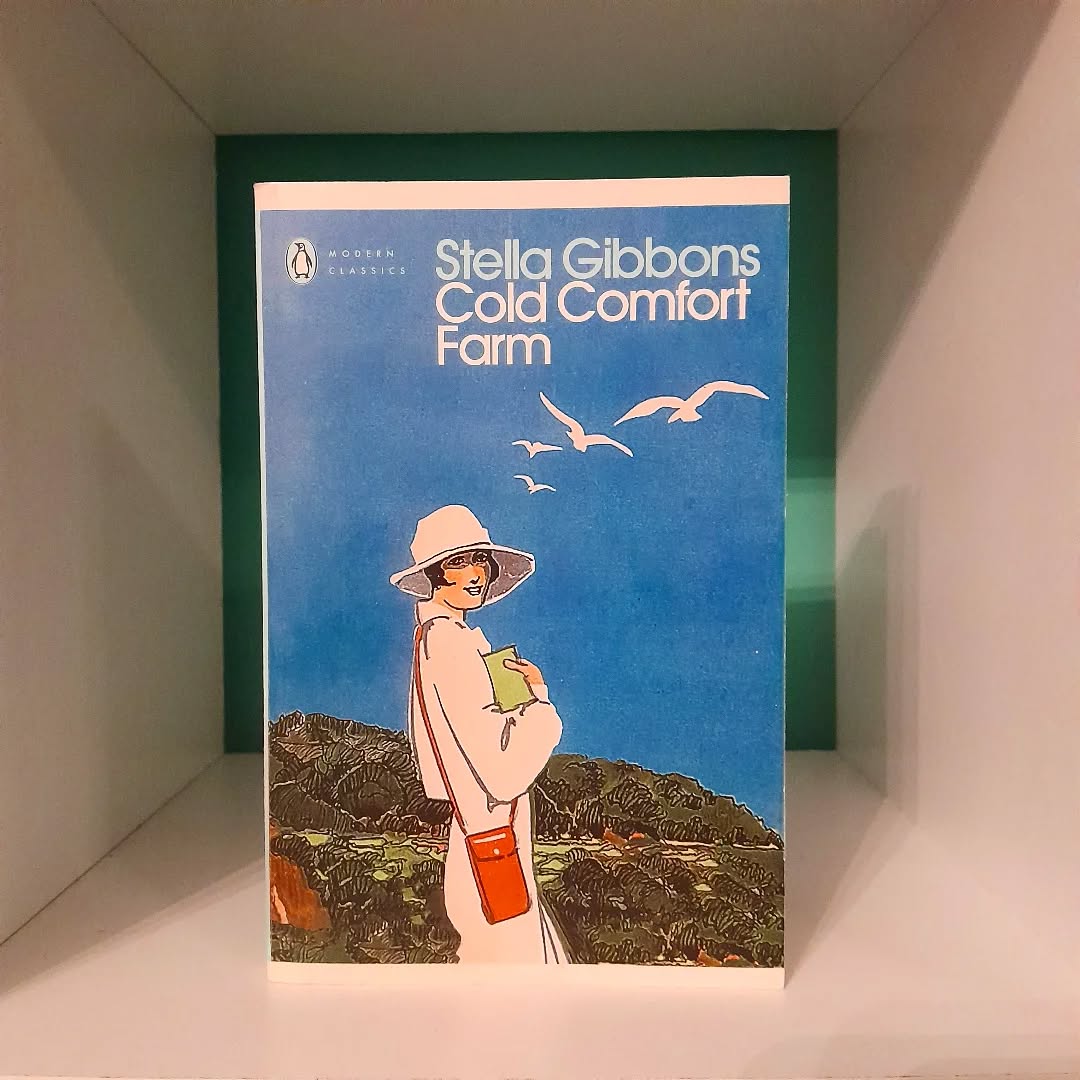 MODERN
CLASSICS
Stella Gibbons
Cold Comfort
Farm